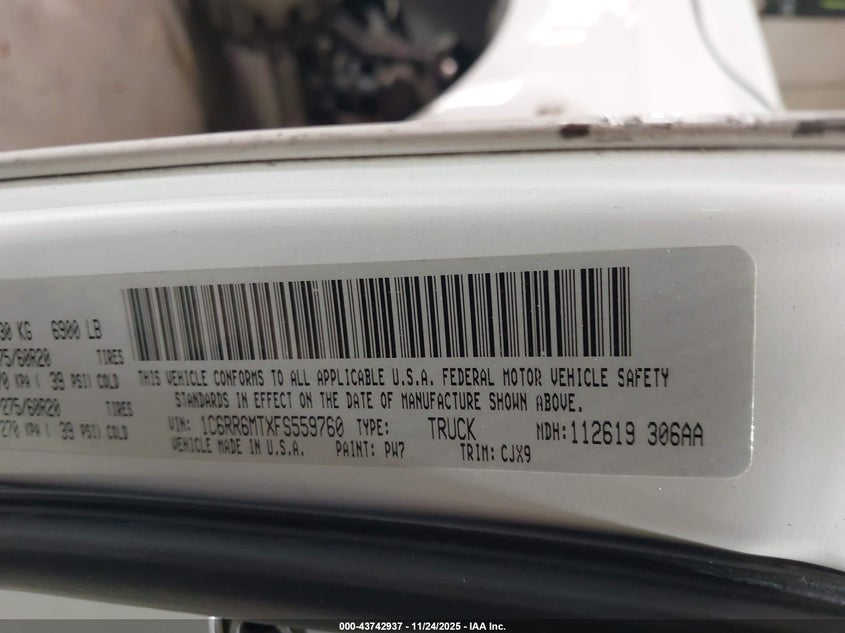 30 KG 6900 LB
75/60R20 TIRES
70 KPA ( 39 PSI) COLD
275/60R20 TIRES
270 KPA ( 39 PSI) COLD
THIS VEHICLE CONFORMS TO ALL APPLICABLE U.S.A. FEDERAL MOTOR VEHICLE SAFETY
STANDARDS IN EFFECT ON THE DATE OF MANUFACTURE SHOWN ABOVE.
VIN: 1C6RR6MTXFS559760 TYPE: TRUCK NDH: 112619 306AA
VEHICLE MADE IN U.S.A. PAINT: PW7 TRIM: CJX9
000-43742937 - 11/24/2025 - IAA Inc.